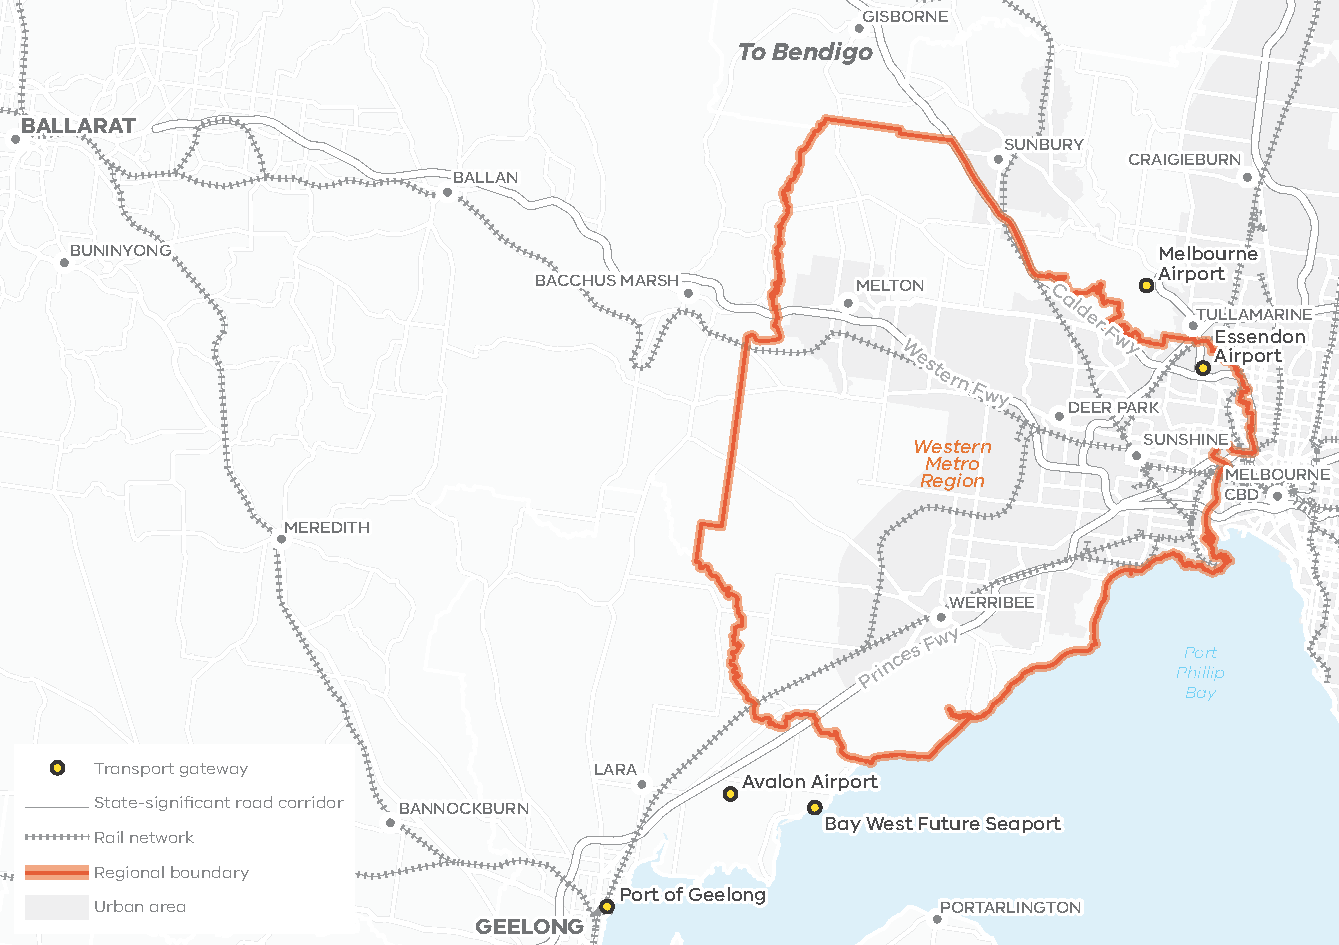 GISBORNE
To Bendigo
BALLARAT
SUNBURY
CRAIGIEBURN
BALLAN
BUNINYONG
Melbourne
Airport
BACCHUS MARSH
MELTON
Calder Fwy
TULLAMARINE
Essendon
Airport
Western Fwy
DEER PARK
SUNSHINE
Western
Metro
Region
MELBOURNE
CBD
MEREDITH
WERRIBEE
Princes Fwy
Port
Phillip
Bay
LARA
Avalon Airport
Bay West Future Seaport
BANNOCKBURN
Port of Geelong
GEELONG
PORTARLINGTON
Transport gateway
State-significant road corridor
Rail network
Regional boundary
Urban area